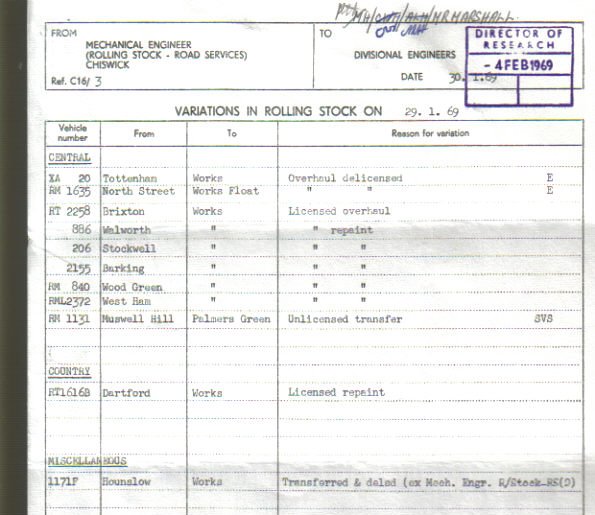 MR MARSHALL
FROM
MECHANICAL ENGINEER
(ROLLING STOCK - ROAD SERVICES)
CHISWICK
Ref. C16/ 3
TO
DIVISIONAL ENGINEERS
DATE 30. 1. 69
DIRECTOR OF
RESEARCH
- 4 FEB 1969
VARIATIONS IN ROLLING STOCK ON 29. 1. 69
Vehicle number From To Reason for variation
CENTRAL
XA 20 Tottenham Works Overhaul delicensed E
RM 1635 North Street Works Float " " E
RT 2258 Brixton Works Licensed overhaul
886 Walworth " " repaint
206 Stockwell " " "
2155 Barking " " "
RM 840 Wood Green " " "
RML2372 West Ham " " "
RM 1131 Muswell Hill Palmers Green Unlicensed transfer SVS
COUNTRY
RT1616B Dartford Works Licensed repaint
MISCELLANEOUS
1171F Hounslow Works Transferred & deled (ex Mech. Engr. R/Stock-RS(O)